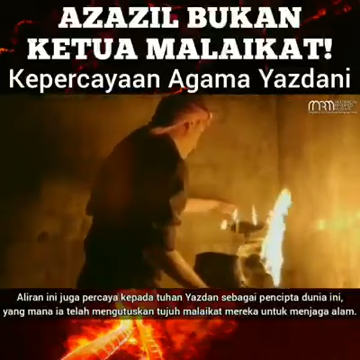 AZAZIL BUKAN
KETUA MALAIKAT!
Kepercayaan Agama Yazdani
Aliran ini juga percaya kepada tuhan Yazdan sebagai pencipta dunia ini,
yang mana ia telah mengutuskan tujuh malaikat mereka untuk menjaga alam.